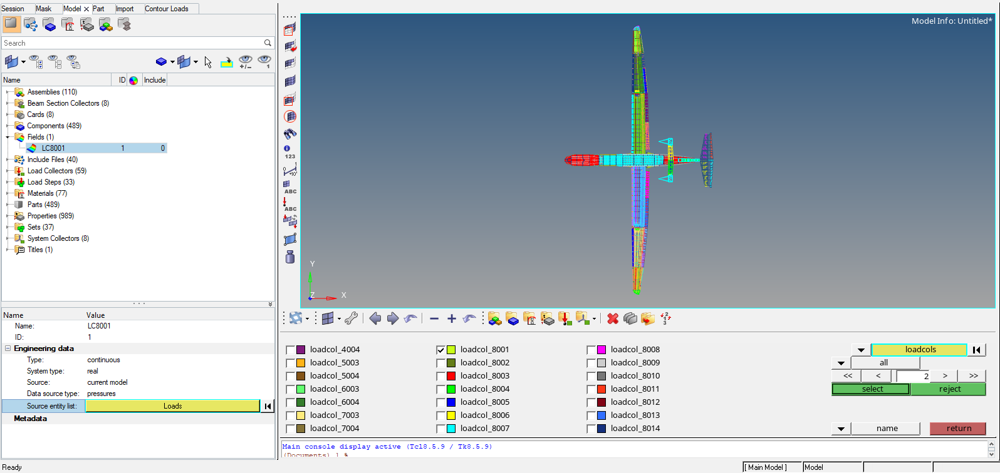 Session Mask Model Part Import Contour Loads
Search
Name ID Include
Assemblies (110)
Beam Section Collectors (8)
Cards (8)
Components (489)
Fields (1)
LC8001 1 0
Include Files (40)
Load Collectors (59)
Load Steps (33)
Materials (77)
Parts (489)
Properties (989)
Sets (37)
System Collectors (8)
Titles (1)
Name Value
Name: LC8001
ID: 1
Engineering data
Type: continuous
System type: real
Source: current model
Data source type: pressures
Source entity list: Loads
Metadata
Ready
123
ABC
ABC
Model Info: Untitled*
Y
Z X
loadcol_4004 loadcol_8001 loadcol_8008
loadcol_5003 loadcol_8002 loadcol_8009
loadcol_5004 loadcol_8003 loadcol_8010
loadcol_6003 loadcol_8004 loadcol_8011
loadcol_6004 loadcol_8005 loadcol_8012
loadcol_7003 loadcol_8006 loadcol_8013
loadcol_7004 loadcol_8007 loadcol_8014
loadcols
all
<< < 2 > >>
select reject
name return
Main console display active (Tcl8.5.9 / Tk8.5.9)
(Documents) 1 %
[ Main Model ] Model